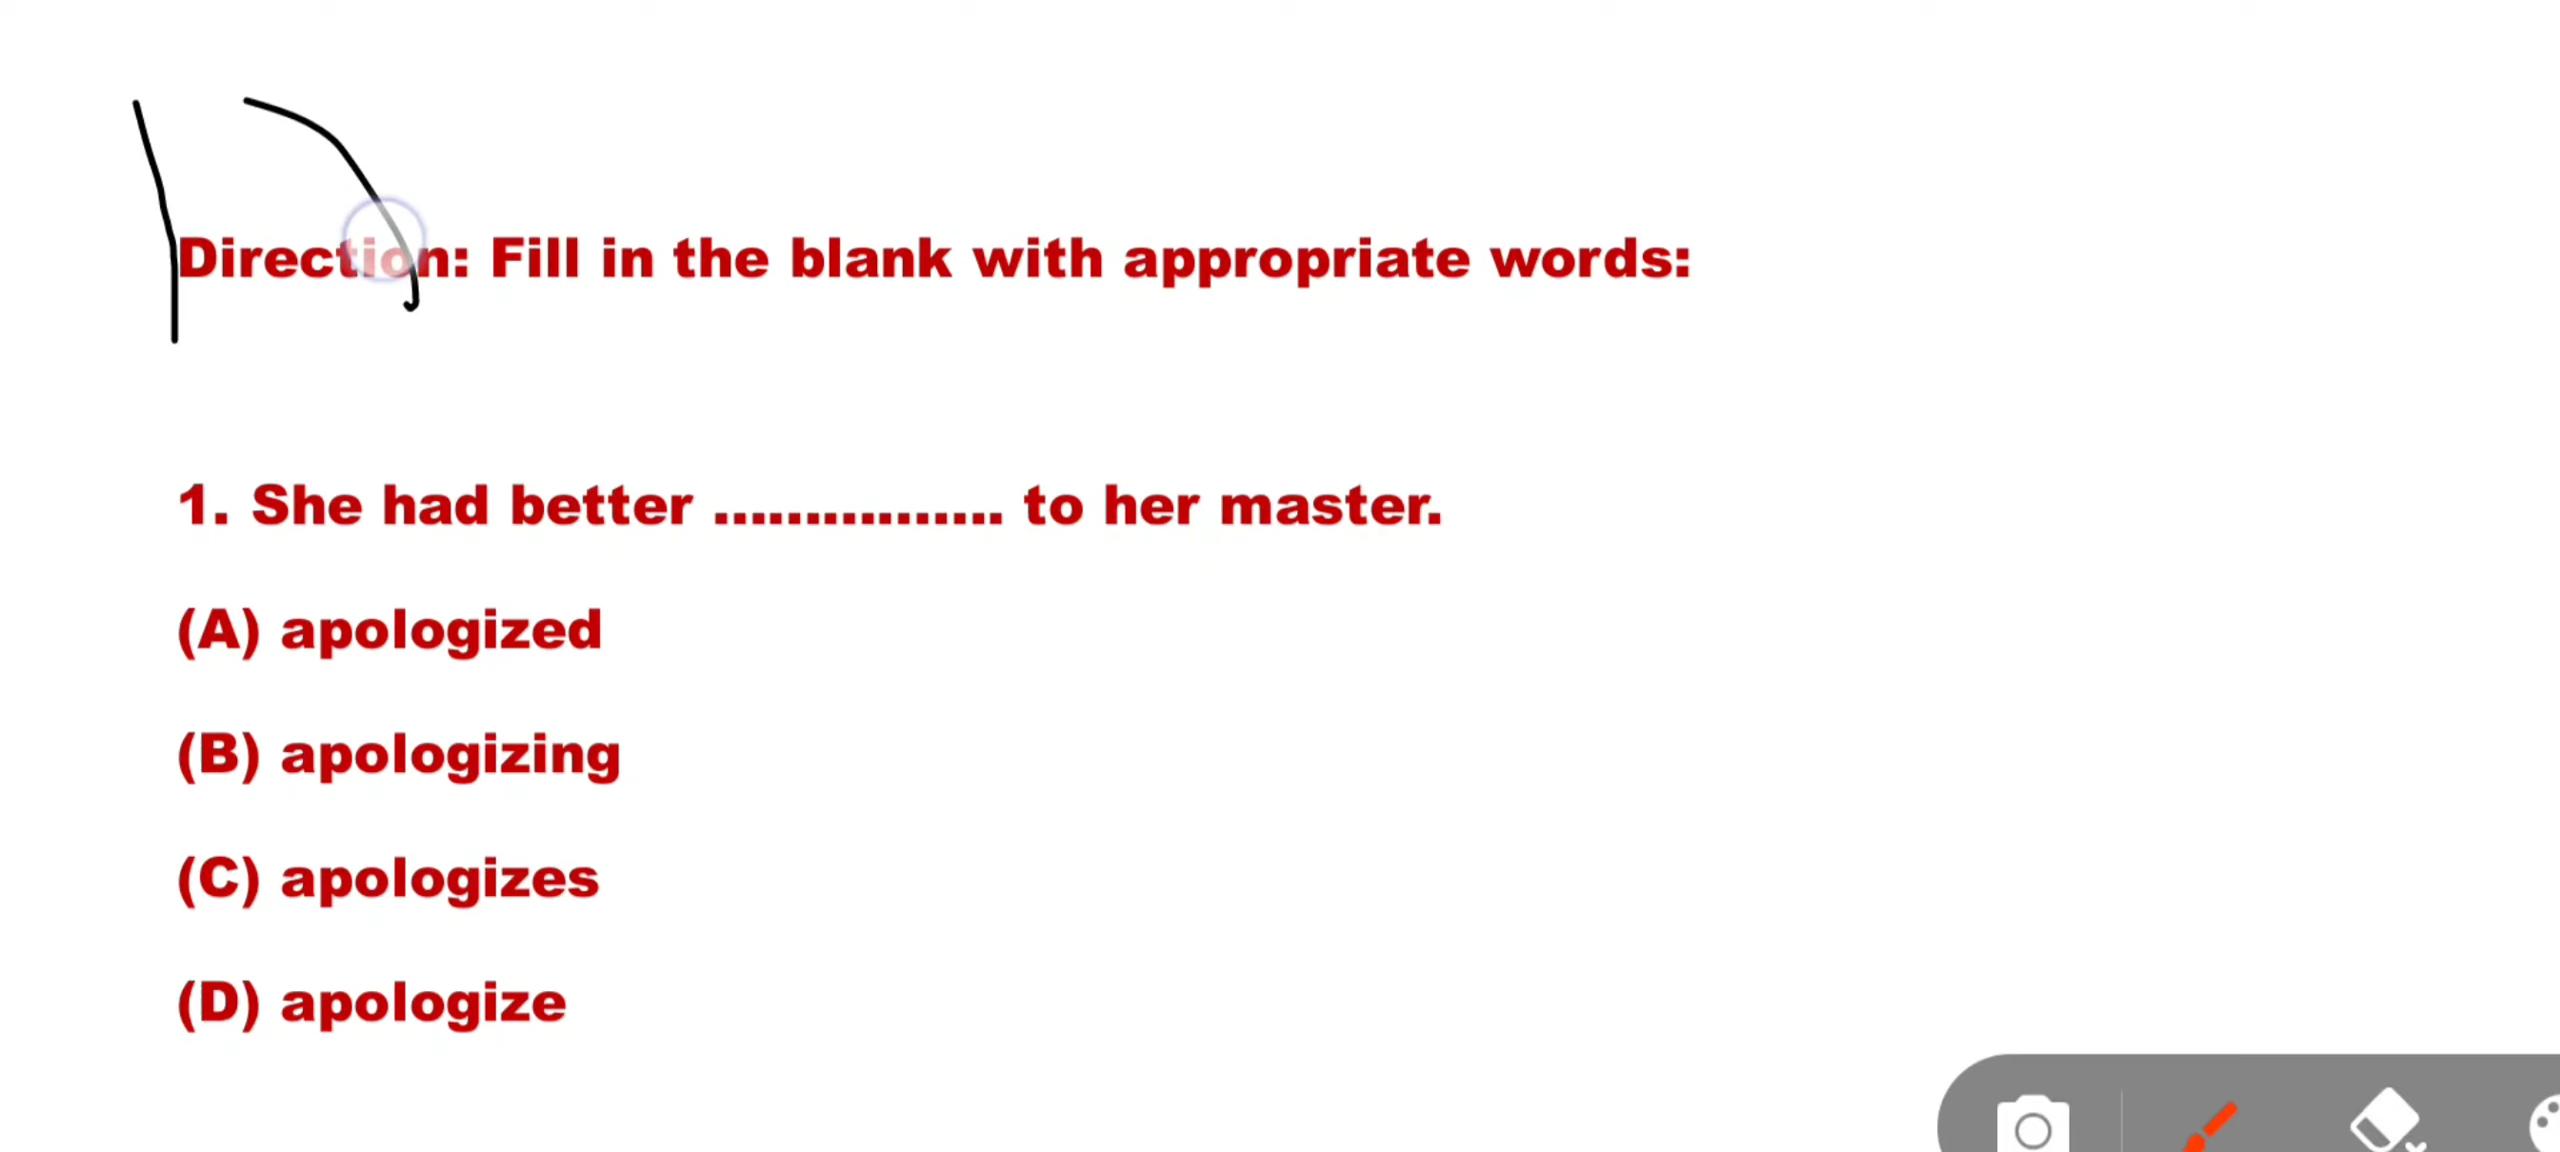 Direction: Fill in the blank with appropriate words:
1. She had better ................ to her master.
(A) apologized
(B) apologizing
(C) apologizes
(D) apologize